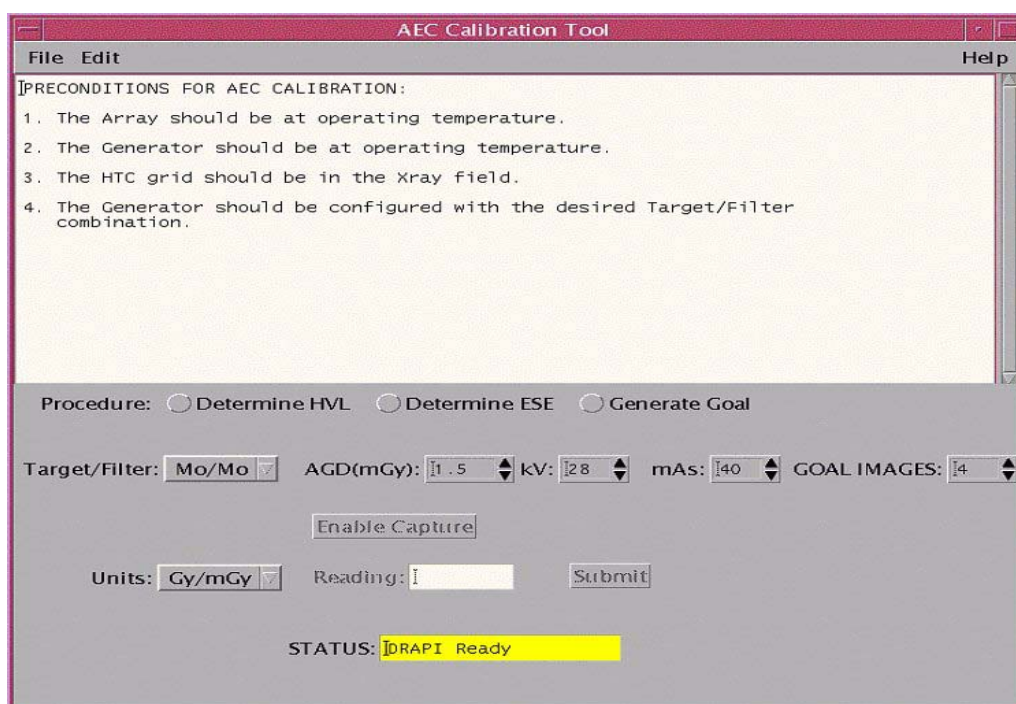 AEC Calibration Tool
File Edit Help
PRECONDITIONS FOR AEC CALIBRATION:
1. The Array should be at operating temperature.
2. The Generator should be at operating temperature.
3. The HTC grid should be in the Xray field.
4. The Generator should be configured with the desired Target/Filter
combination.
Procedure: Determine HVL Determine ESE Generate Goal
Target/Filter: Mo/Mo AGD(mGy): 1.5 kV: 28 mAs: 40 GOAL IMAGES: 4
Enable Capture
Units: Gy/mGy Reading: Submit
STATUS: DRAPI Ready